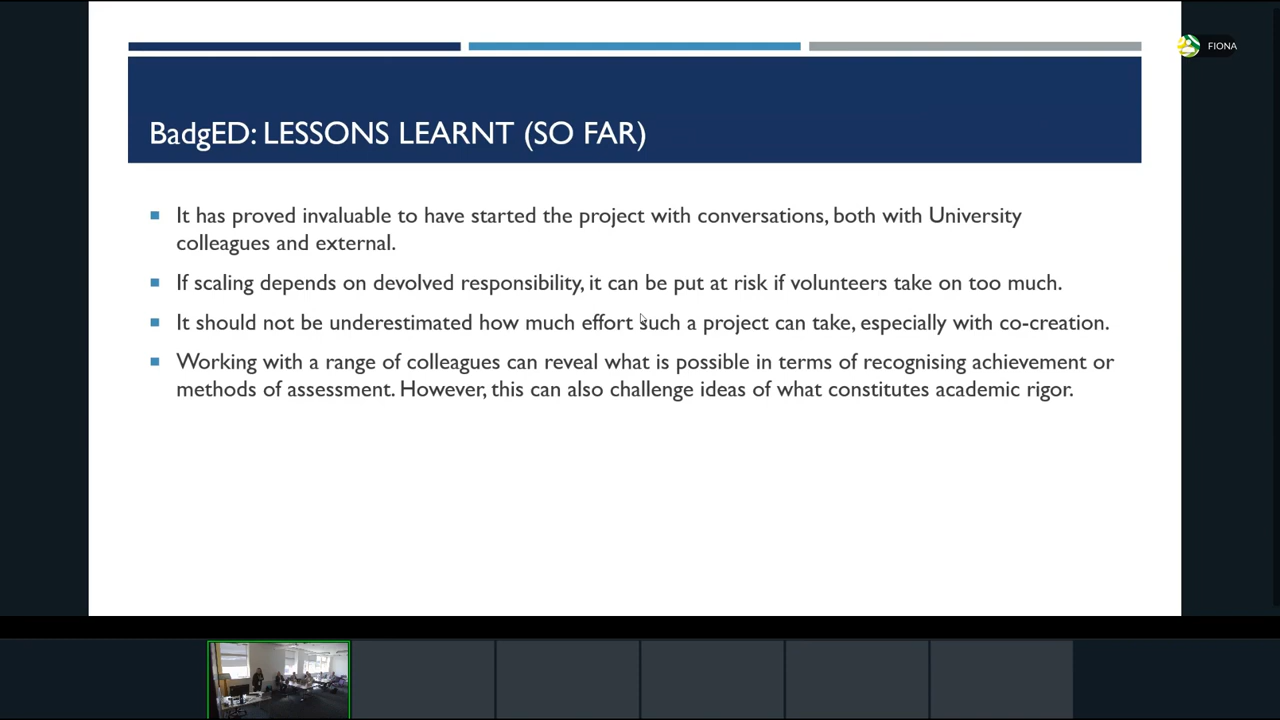 FIONA
BadgED: LESSONS LEARNT (SO FAR)
It has proved invaluable to have started the project with conversations, both with University
colleagues and external.
If scaling depends on devolved responsibility, it can be put at risk if volunteers take on too much.
It should not be underestimated how much effort such a project can take, especially with co-creation.
Working with a range of colleagues can reveal what is possible in terms of recognising achievement or
methods of assessment. However, this can also challenge ideas of what constitutes academic rigor.